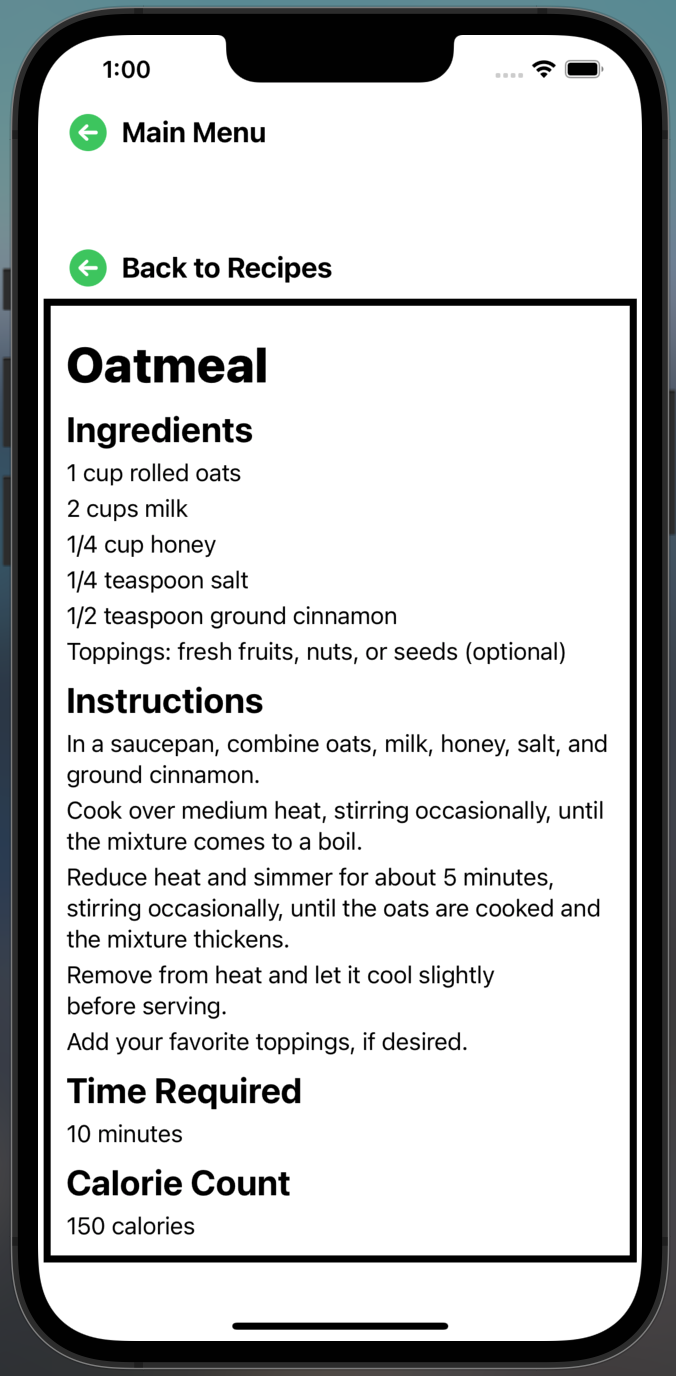 1:00
Main Menu
Back to Recipes
Oatmeal
Ingredients
1 cup rolled oats
2 cups milk
1/4 cup honey
1/4 teaspoon salt
1/2 teaspoon ground cinnamon
Toppings: fresh fruits, nuts, or seeds (optional)
Instructions
In a saucepan, combine oats, milk, honey, salt, and
ground cinnamon.
Cook over medium heat, stirring occasionally, until
the mixture comes to a boil.
Reduce heat and simmer for about 5 minutes,
stirring occasionally, until the oats are cooked and
the mixture thickens.
Remove from heat and let it cool slightly
before serving.
Add your favorite toppings, if desired.
Time Required
10 minutes
Calorie Count
150 calories